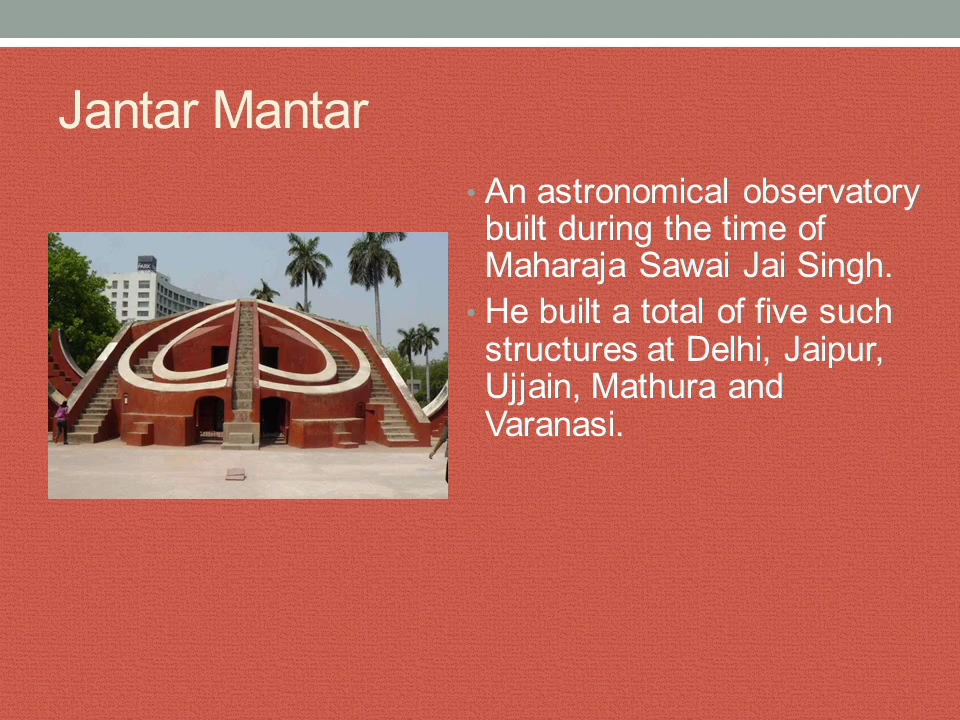 Jantar Mantar
• An astronomical observatory
built during the time of
Maharaja Sawai Jai Singh.
• He built a total of five such
structures at Delhi, Jaipur,
Ujjain, Mathura and
Varanasi.
PARK